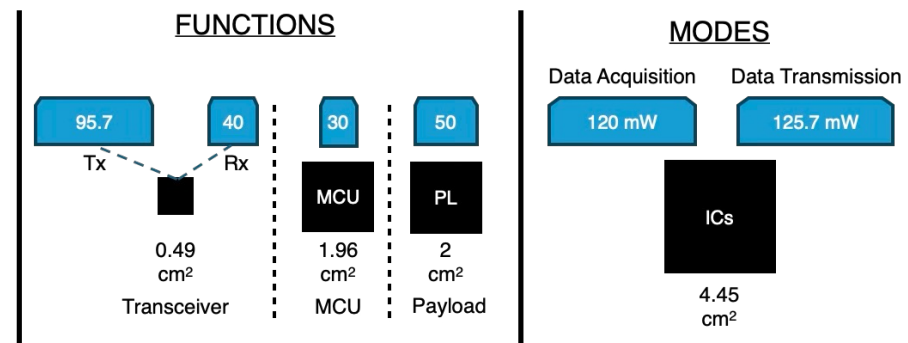 FUNCTIONS
95.7
40
30
50
Tx
Rx
MCU
PL
0.49
cm²
1.96
cm²
2
cm²
Transceiver
MCU
Payload
MODES
Data Acquisition
Data Transmission
120 mW
125.7 mW
ICs
4.45
cm²